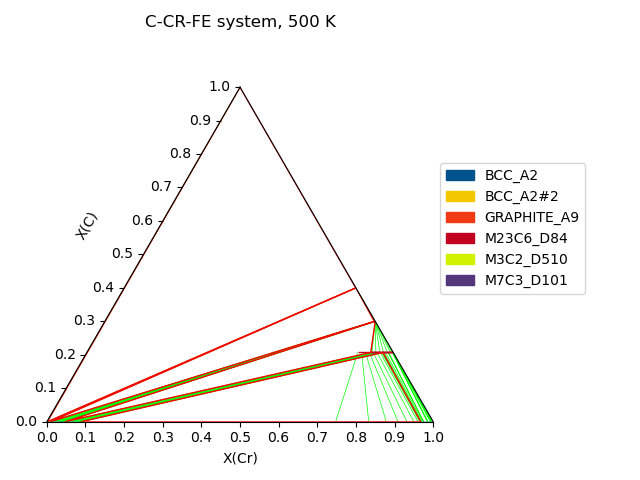 C-CR-FE system, 500 K
1.0
0.9
0.8
0.7
0.6
0.5
0.4
0.3
0.2
0.1
0.0
X(C)
0.0 0.1 0.2 0.3 0.4 0.5 0.6 0.7 0.8 0.9 1.0
X(Cr)
BCC_A2
BCC_A2#2
GRAPHITE_A9
M23C6_D84
M3C2_D510
M7C3_D101